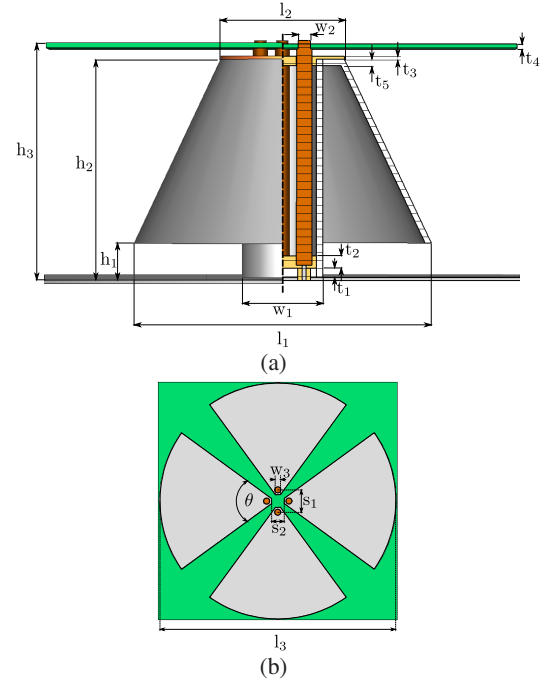 l₂
w₂
t₃
t₄
t₅
h₃
h₂
h₁
t₂
t₁
w₁
l₁
(a)
w₃
θ
s₁
s₂
l₃
(b)